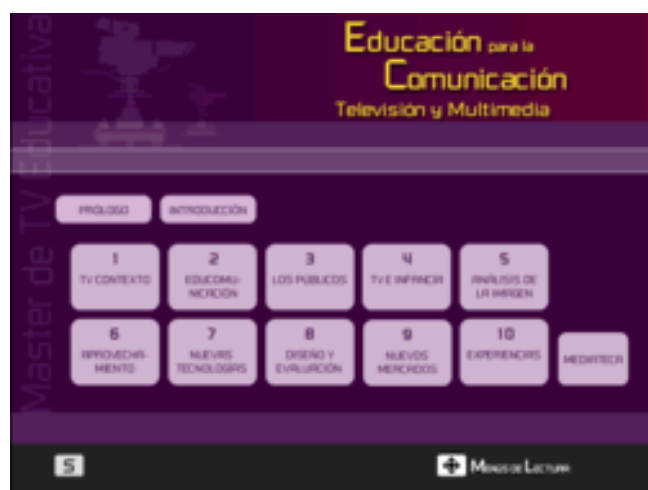 Educación para la
Comunicación
Televisión y Multimedia
Master de TV Educativa
PRÓLOGO
INTRODUCCIÓN
1
TV CONTEXTO
2
EDUCOMU-
NICACIÓN
3
LOS PÚBLICOS
4
TV E INFANCIA
5
ANÁLISIS DE
LA IMAGEN
6
APROVECHA-
MIENTO
7
NUEVAS
TECNOLOGÍAS
8
DISEÑO Y
EVALUACIÓN
9
NUEVOS
MERCADOS
10
EXPERIENCIAS
MEDIATECA
S
Menús de Lectura